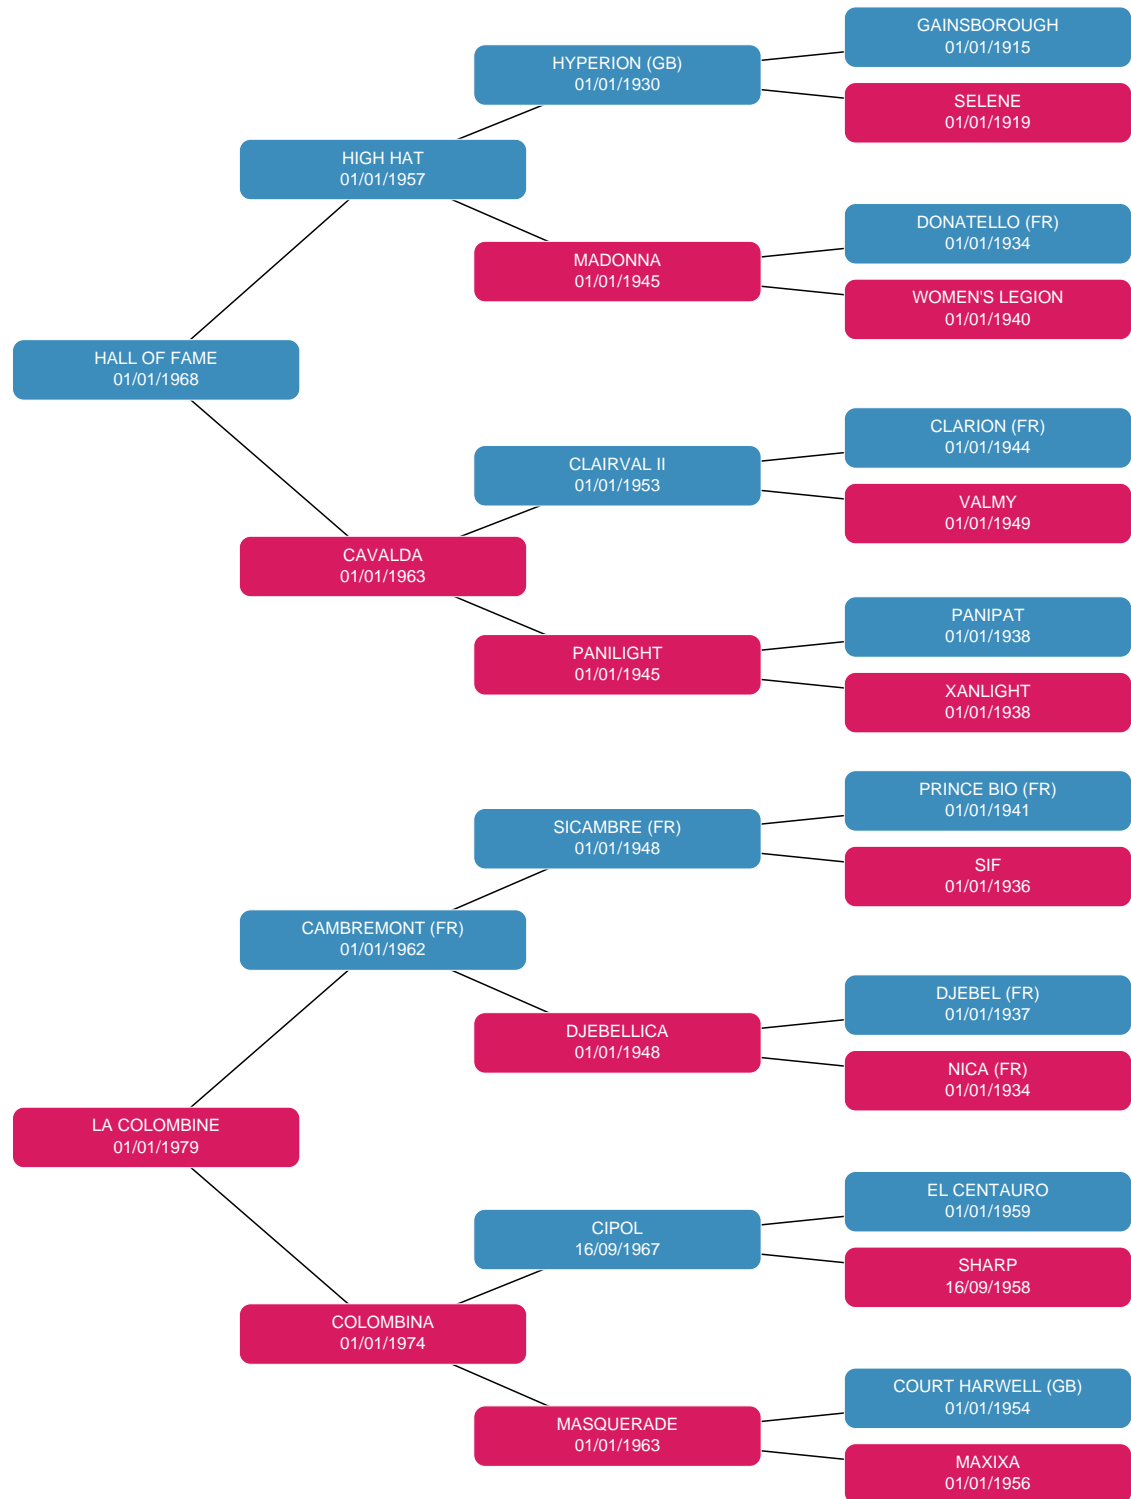 GAINSBOROUGH
01/01/1915
HYPERION (GB)
01/01/1930
SELENE
01/01/1919
HIGH HAT
01/01/1957
DONATELLO (FR)
01/01/1934
MADONNA
01/01/1945
WOMEN'S LEGION
01/01/1940
HALL OF FAME
01/01/1968
CLARION (FR)
01/01/1944
CLAIRVAL II
01/01/1953
VALMY
01/01/1949
CAVALDA
01/01/1963
PANIPAT
01/01/1938
PANILIGHT
01/01/1945
XANLIGHT
01/01/1938
PRINCE BIO (FR)
01/01/1941
SICAMBRE (FR)
01/01/1948
SIF
01/01/1936
CAMBREMONT (FR)
01/01/1962
DJEBEL (FR)
01/01/1937
DJEBELLICA
01/01/1948
NICA (FR)
01/01/1934
LA COLOMBINE
01/01/1979
EL CENTAURO
01/01/1959
CIPOL
16/09/1967
SHARP
16/09/1958
COLOMBINA
01/01/1974
COURT HARWELL (GB)
01/01/1954
MASQUERADE
01/01/1963
MAXIXA
01/01/1956